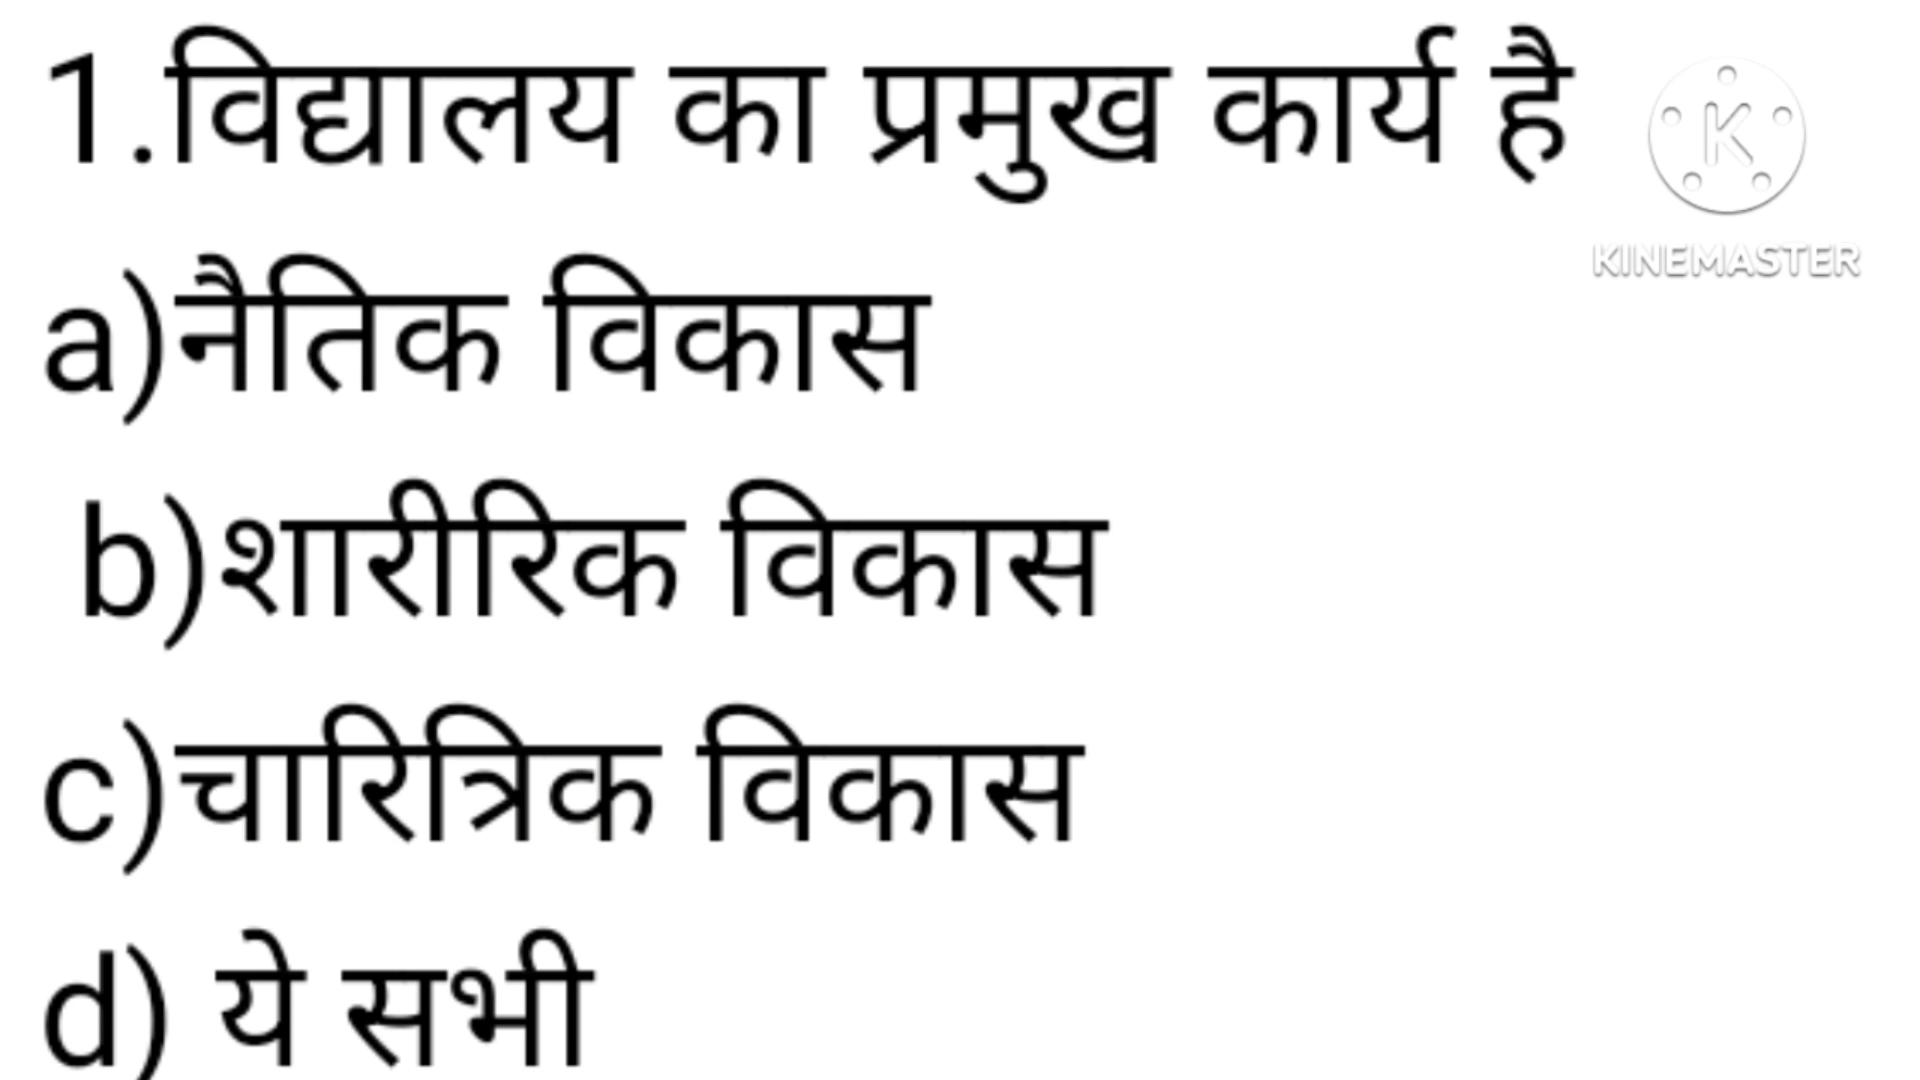 1.विद्यालय का प्रमुख कार्य है
K
KINEMASTER
a)नैतिक विकास
b)शारीरिक विकास
c)चारित्रिक विकास
d) ये सभी